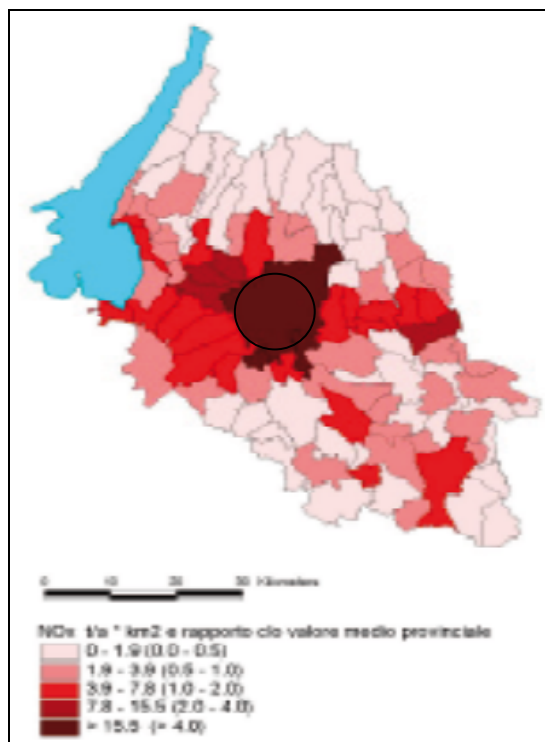 0 10 20 30 Kilometers
NOx t/a * km2 e rapporto c/o valore medio provinciale
0 - 1.9 (0.0 - 0.5)
1.9 - 3.9 (0.5 - 1.0)
3.9 - 7.8 (1.0 - 2.0)
7.8 - 15.5 (2.0 - 4.0)
> 15.5 (> 4.0)